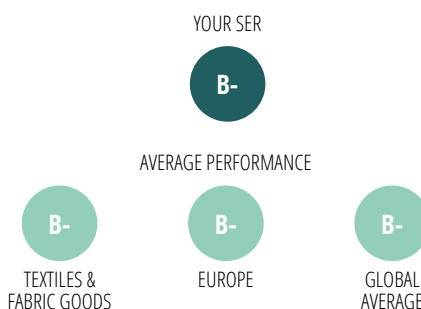 YOUR SER
B-
AVERAGE PERFORMANCE
B-
B-
B-
TEXTILES &
FABRIC GOODS
EUROPE
GLOBAL
AVERAGE